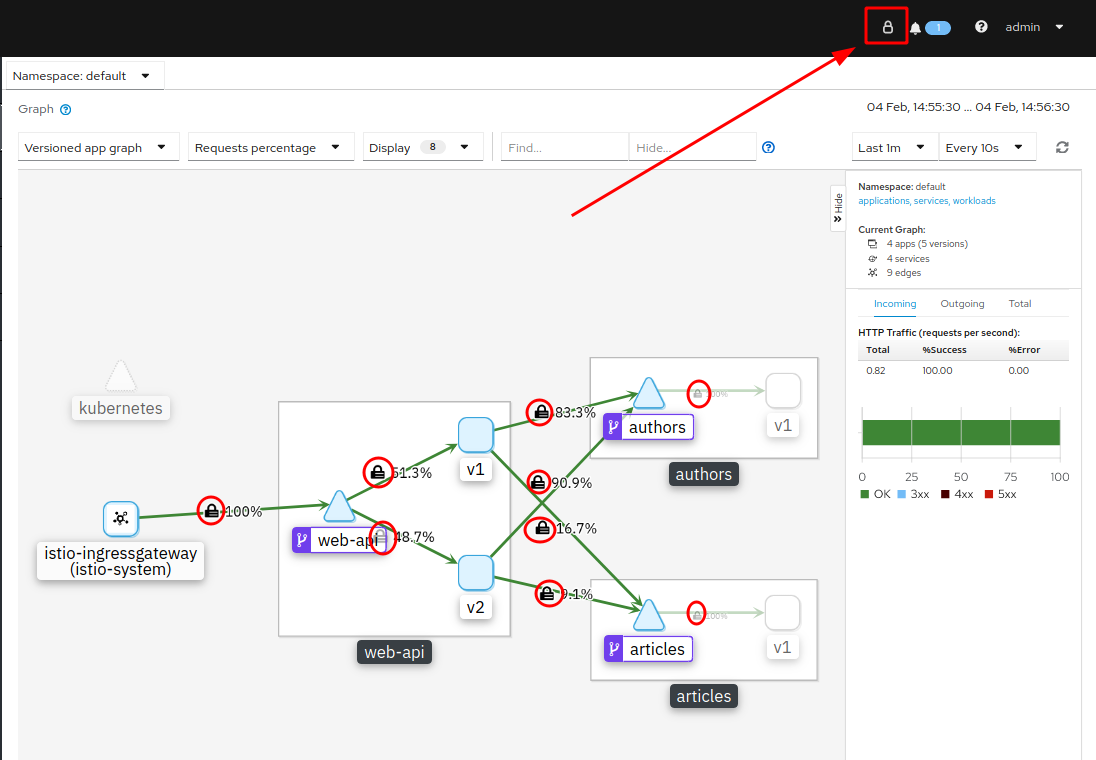 1
admin
Namespace: default
Graph
04 Feb, 14:55:30 ... 04 Feb, 14:56:30
Versioned app graph
Requests percentage
Display 8
Find...
Hide...
Last 1m
Every 10s
Hide
Namespace: default
applications, services, workloads
Current Graph:
4 apps (5 versions)
4 services
9 edges
Incoming
Outgoing
Total
HTTP Traffic (requests per second):
Total %Success %Error
0.82 100.00 0.00
0 25 50 75 100
OK 3xx 4xx 5xx
kubernetes
istio-ingressgateway
(istio-system)
100%
web-api
51.3%
48.7%
v1
v2
web-api
83.3%
90.9%
16.7%
9.1%
authors
100%
v1
authors
articles
100%
v1
articles